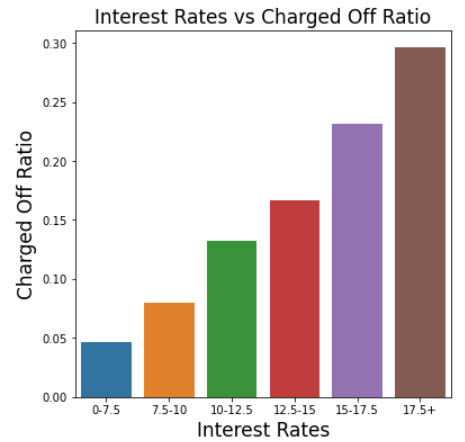 Interest Rates vs Charged Off Ratio
0.30
0.25
0.20
0.15
0.10
0.05
0.00
Charged Off Ratio
0-7.5 7.5-10 10-12.5 12.5-15 15-17.5 17.5+
Interest Rates